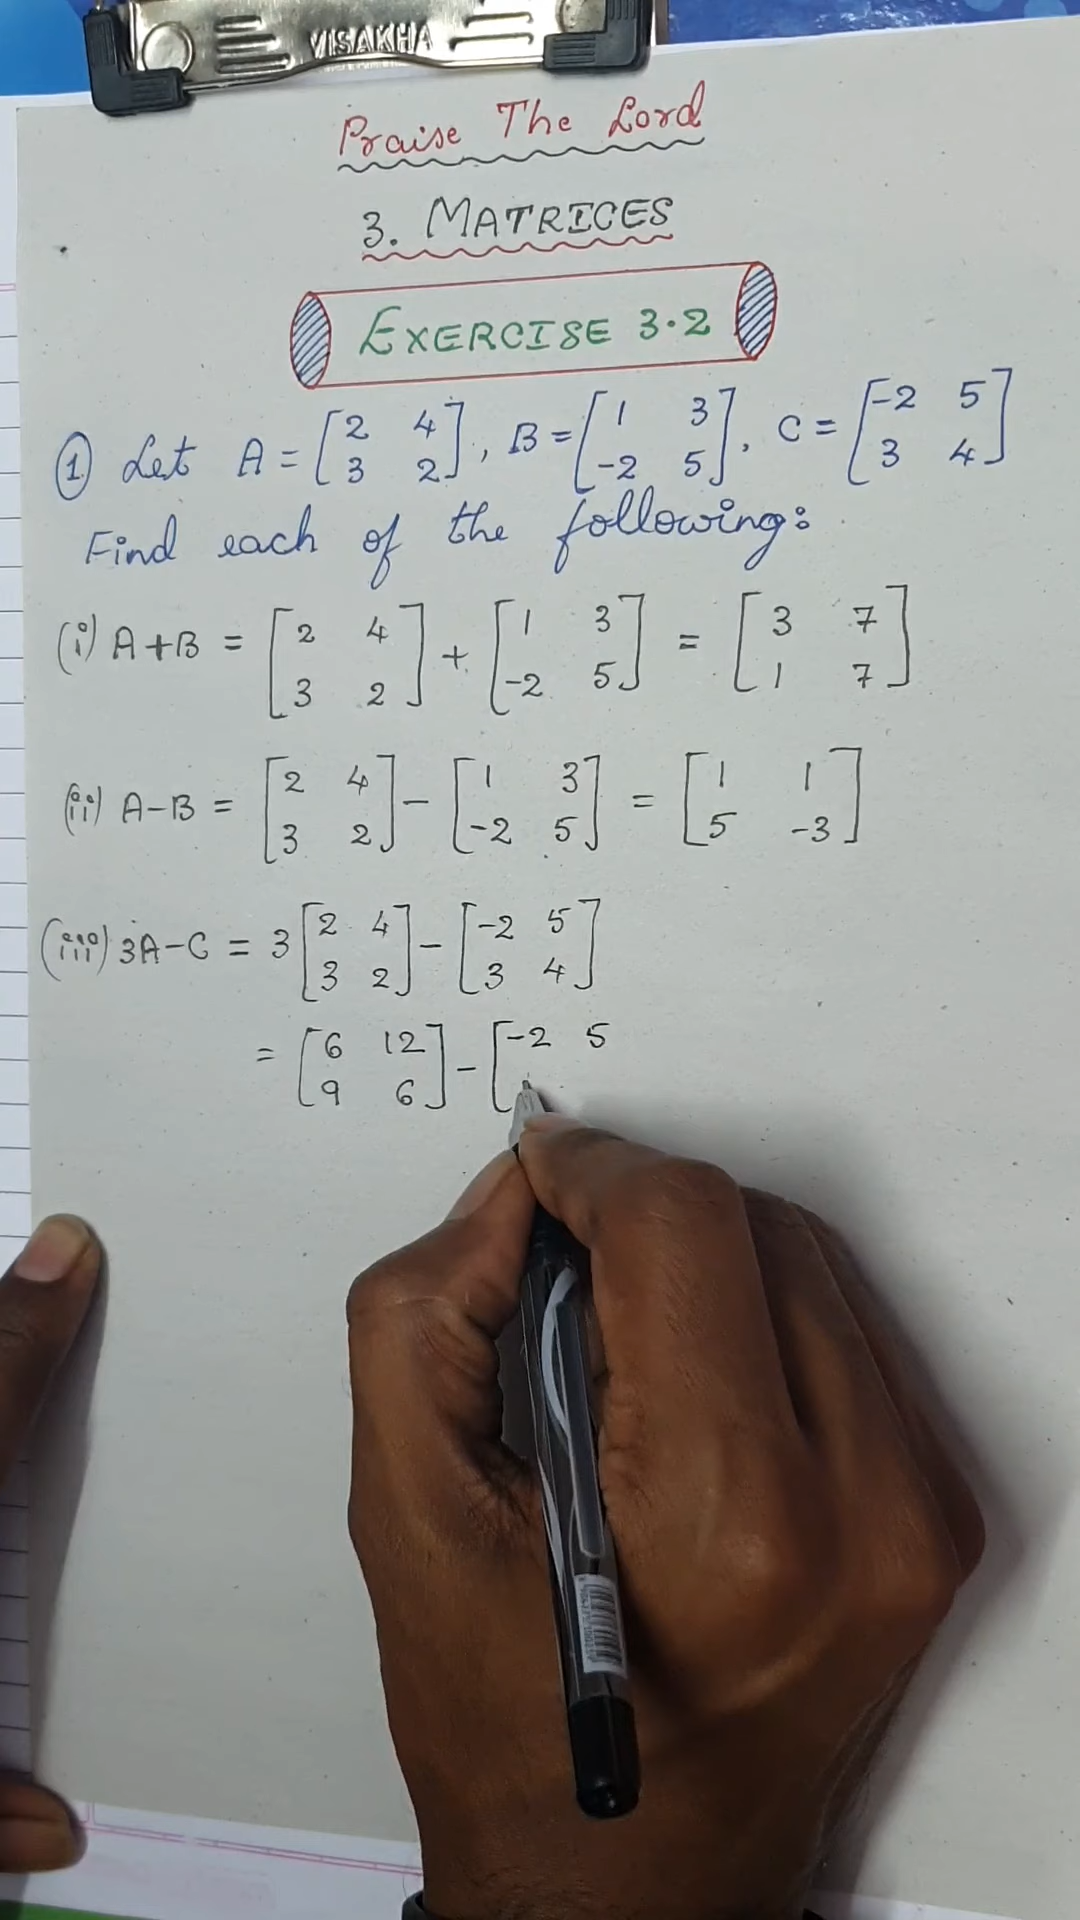 VISAKHA
Praise The Lord
3. MATRICES
EXERCISE 3.2
① Let A = [2 4; 3 2], B = [1 3; -2 5], C = [-2 5; 3 4]
Find each of the following:
(i) A+B = [2 4; 3 2] + [1 3; -2 5] = [3 7; 1 7]
(ii) A-B = [2 4; 3 2] - [1 3; -2 5] = [1 1; 5 -3]
(iii) 3A-C = 3[2 4; 3 2] - [-2 5; 3 4]
= [6 12; 9 6] - [-2 5